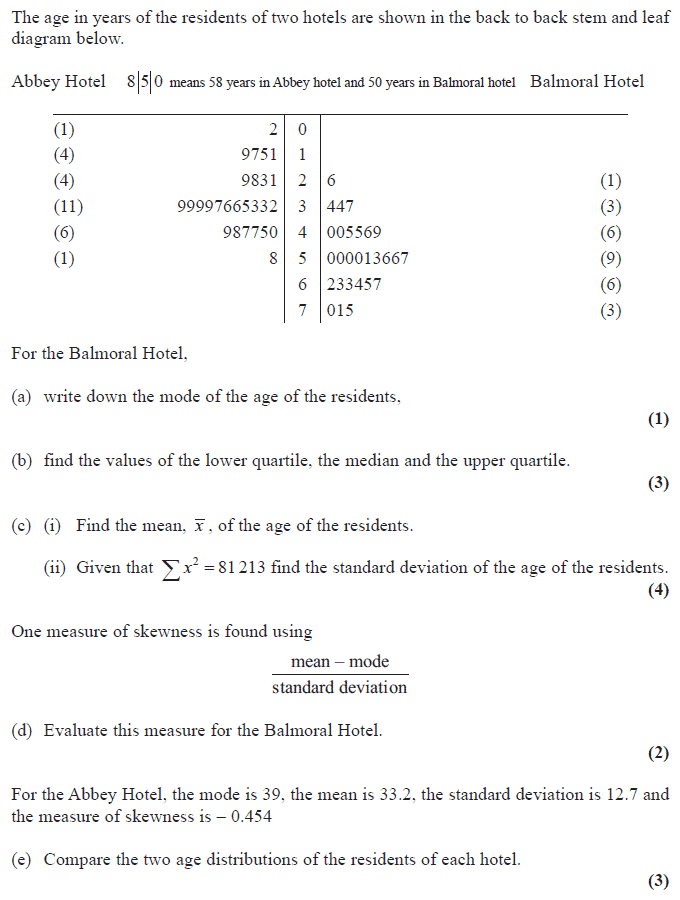 The age in years of the residents of two hotels are shown in the back to back stem and leaf
diagram below.
Abbey Hotel 8|5|0 means 58 years in Abbey hotel and 50 years in Balmoral hotel Balmoral Hotel
(1) 2 0
(4) 9751 1
(4) 9831 2 6 (1)
(11) 99997665332 3 447 (3)
(6) 987750 4 005569 (6)
(1) 8 5 000013667 (9)
6 233457 (6)
7 015 (3)
For the Balmoral Hotel,
(a) write down the mode of the age of the residents,
(1)
(b) find the values of the lower quartile, the median and the upper quartile.
(3)
(c) (i) Find the mean, x̄, of the age of the residents.
(ii) Given that ∑x² = 81 213 find the standard deviation of the age of the residents.
(4)
One measure of skewness is found using
mean – mode
standard deviation
(d) Evaluate this measure for the Balmoral Hotel.
(2)
For the Abbey Hotel, the mode is 39, the mean is 33.2, the standard deviation is 12.7 and
the measure of skewness is – 0.454
(e) Compare the two age distributions of the residents of each hotel.
(3)